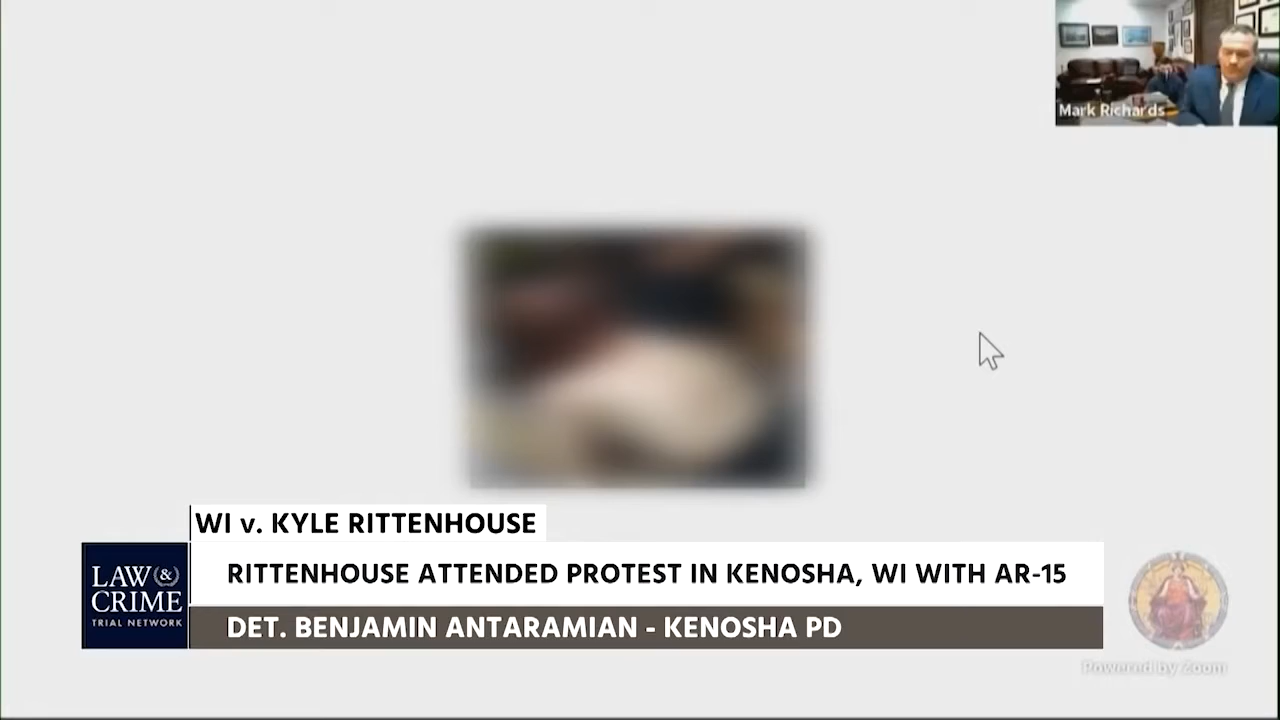 Mark Richards
WI v. KYLE RITTENHOUSE
RITTENHOUSE ATTENDED PROTEST IN KENOSHA, WI WITH AR-15
LAW &
CRIME
TRIAL NETWORK
DET. BENJAMIN ANTARAMIAN - KENOSHA PD
Powered by Zoom